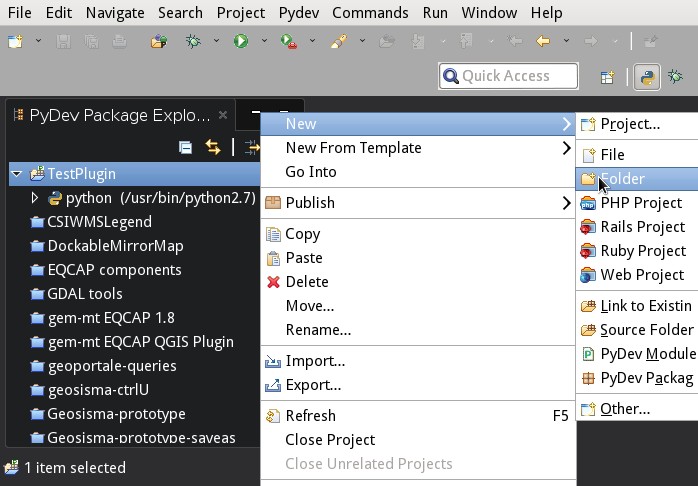 File Edit Navigate Search Project Pydev Commands Run Window Help
Quick Access
PyDev Package Explo...
TestPlugin
python (/usr/bin/python2.7)
CSIWMSLegend
DockableMirrorMap
EQCAP components
GDAL tools
gem-mt EQCAP 1.8
gem-mt EQCAP QGIS Plugin
geoportale-queries
geosisma-ctrlU
Geosisma-prototype
Geosisma-prototype-saveas
1 item selected
New
New From Template
Go Into
Publish
Copy
Paste
Delete
Move...
Rename...
Import...
Export...
Refresh F5
Close Project
Close Unrelated Projects
Project...
File
Folder
PHP Project
Rails Project
Ruby Project
Web Project
Link to Existin
Source Folder
PyDev Module
PyDev Packag
Other...